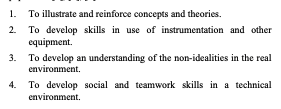 1. To illustrate and reinforce concepts and theories.
2. To develop skills in use of instrumentation and other
equipment.
3. To develop an understanding of the non-idealities in the real
environment.
4. To develop social and teamwork skills in a technical
environment.